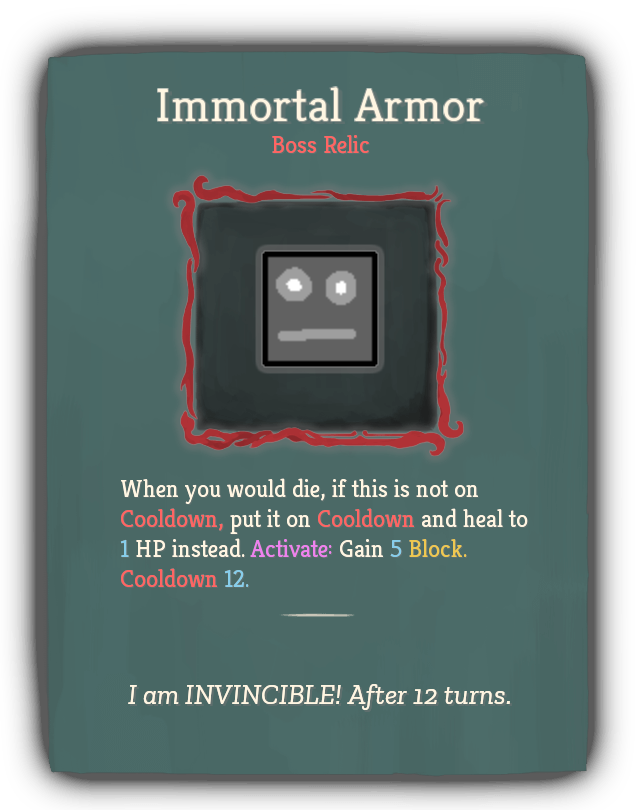 Immortal Armor
Boss Relic
When you would die, if this is not on
Cooldown, put it on Cooldown and heal to
1 HP instead. Activate: Gain 5 Block.
Cooldown 12.
I am INVINCIBLE! After 12 turns.